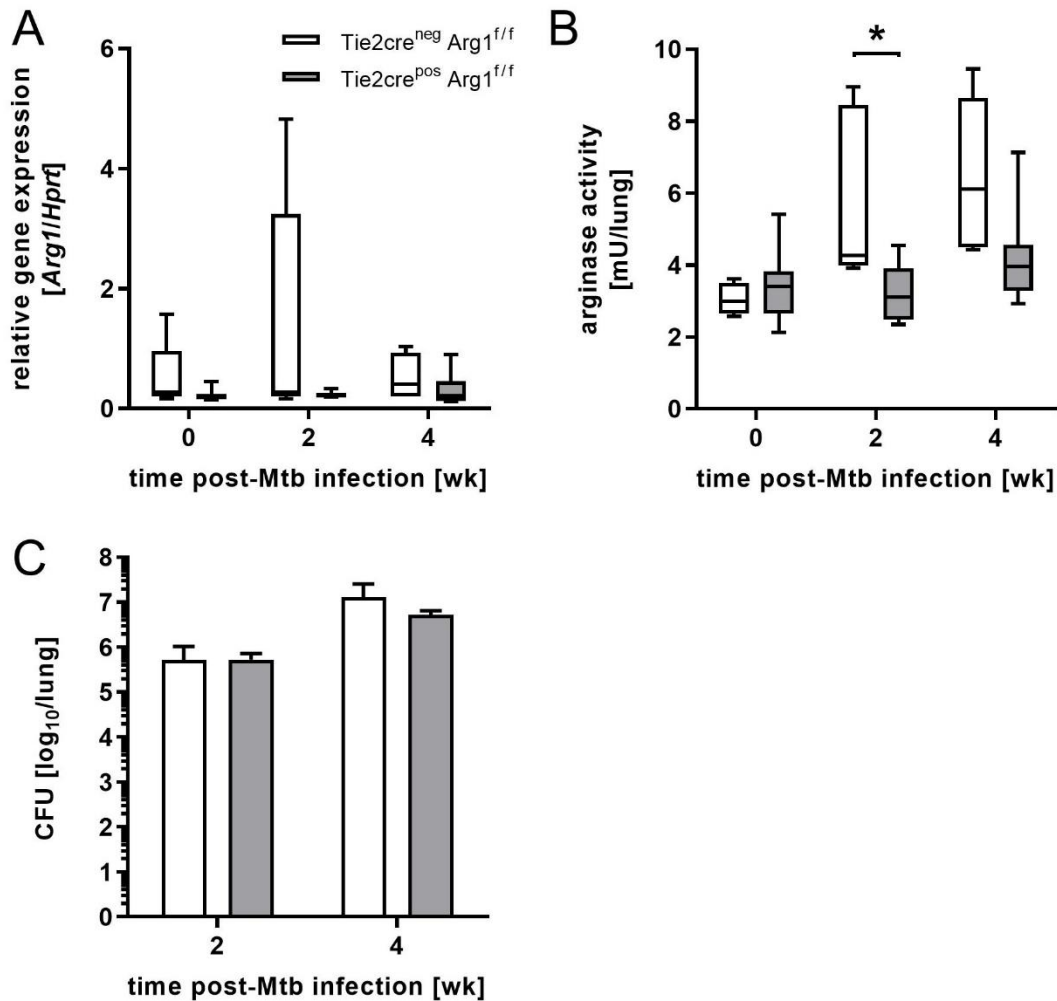 A
Tie2cre^neg Arg1^f/f
Tie2cre^pos Arg1^f/f
relative gene expression
[Arg1/Hprt]
6
4
2
0
0 2 4
time post-Mtb infection [wk]
B
*
arginase activity
[mU/lung]
10
8
6
4
2
0
0 2 4
time post-Mtb infection [wk]
C
CFU [log₁₀/lung]
8
7
6
5
4
3
2
1
0
2 4
time post-Mtb infection [wk]